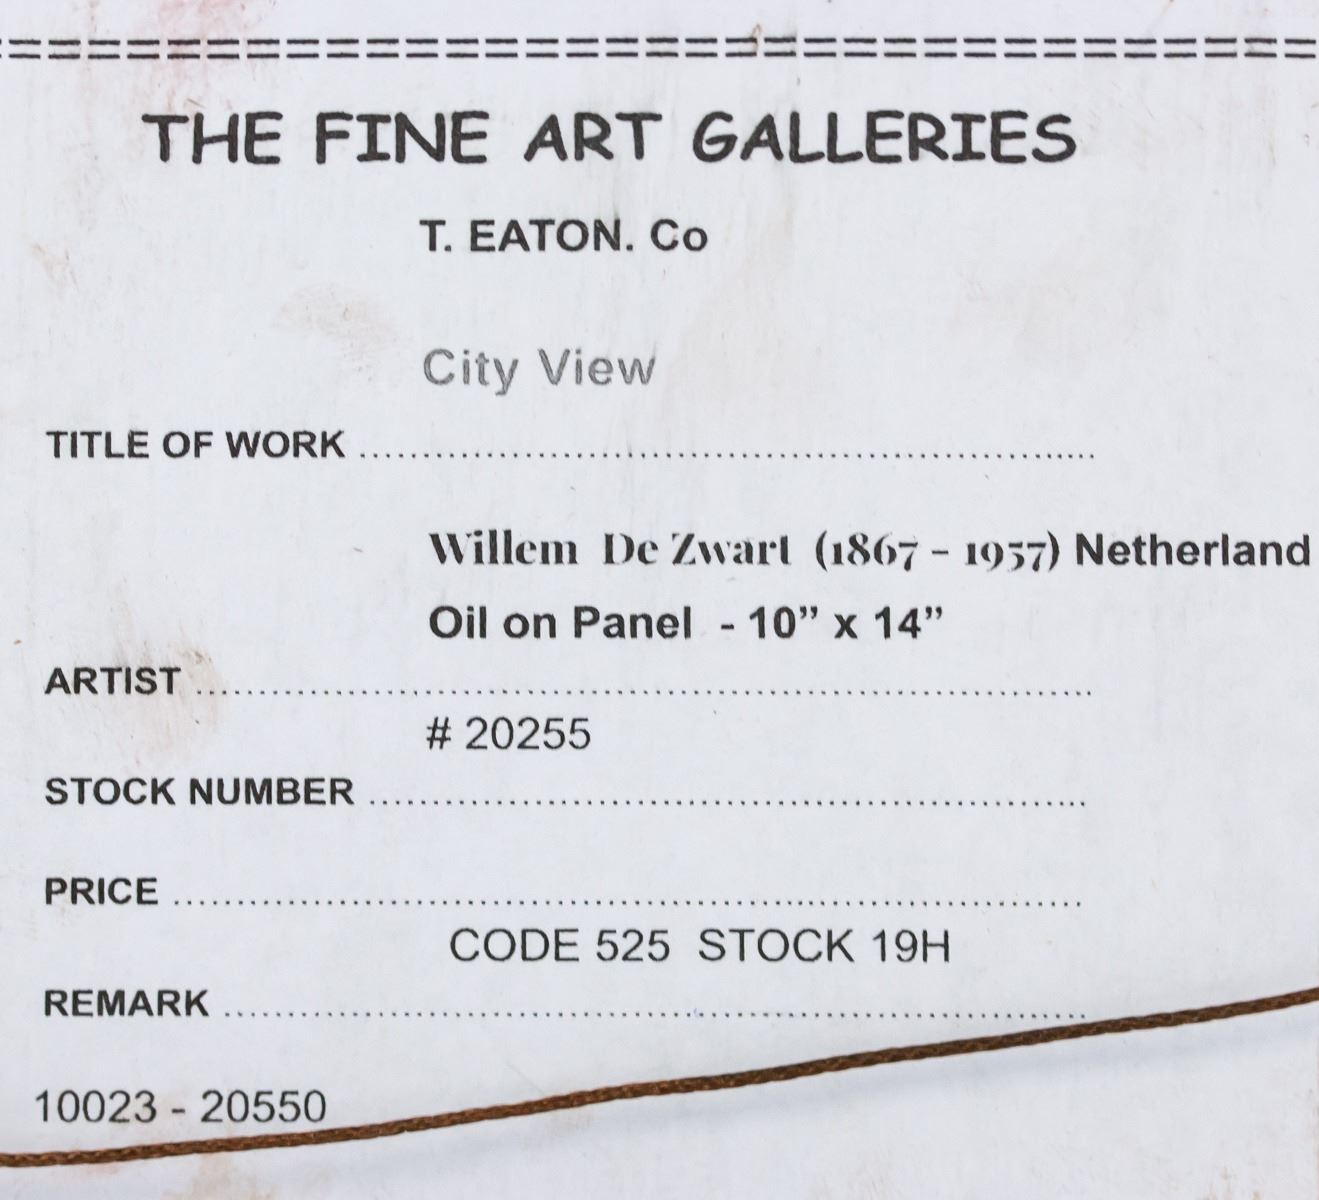 THE FINE ART GALLERIES
T. EATON. Co
City View
TITLE OF WORK ..........................................................
Willem De Zwart (1867 - 1957) Netherland
Oil on Panel - 10” x 14”
ARTIST ......................................................................
# 20255
STOCK NUMBER ........................................................
PRICE ........................................................................
CODE 525 STOCK 19H
REMARK ....................................................................
10023 - 20550